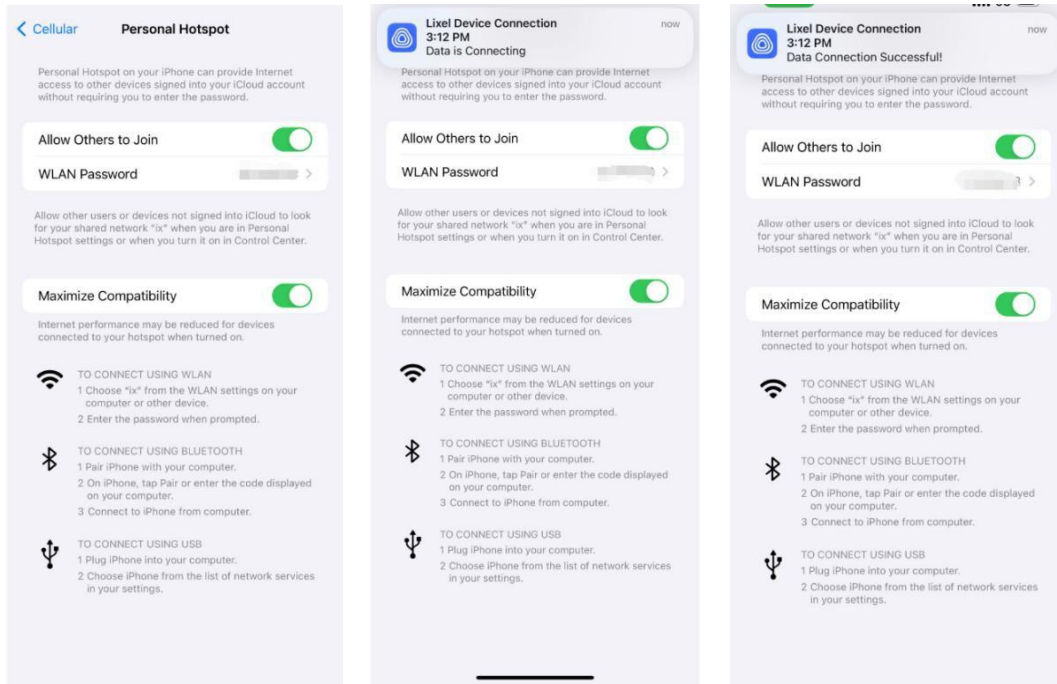 Cellular
Personal Hotspot
Personal Hotspot on your iPhone can provide Internet
access to other devices signed into your iCloud account
without requiring you to enter the password.
Allow Others to Join
WLAN Password
Allow other users or devices not signed into iCloud to look
for your shared network "ix" when you are in Personal
Hotspot settings or when you turn it on in Control Center.
Maximize Compatibility
Internet performance may be reduced for devices
connected to your hotspot when turned on.
TO CONNECT USING WLAN
1 Choose "ix" from the WLAN settings on your
computer or other device.
2 Enter the password when prompted.
TO CONNECT USING BLUETOOTH
1 Pair iPhone with your computer.
2 On iPhone, tap Pair or enter the code displayed
on your computer.
3 Connect to iPhone from computer.
TO CONNECT USING USB
1 Plug iPhone into your computer.
2 Choose iPhone from the list of network services
in your settings.
Lixel Device Connection
now
3:12 PM
Data is Connecting
Personal Hotspot on your iPhone can provide Internet
access to other devices signed into your iCloud account
without requiring you to enter the password.
Allow Others to Join
WLAN Password
Allow other users or devices not signed into iCloud to look
for your shared network "ix" when you are in Personal
Hotspot settings or when you turn it on in Control Center.
Maximize Compatibility
Internet performance may be reduced for devices
connected to your hotspot when turned on.
TO CONNECT USING WLAN
1 Choose "ix" from the WLAN settings on your
computer or other device.
2 Enter the password when prompted.
TO CONNECT USING BLUETOOTH
1 Pair iPhone with your computer.
2 On iPhone, tap Pair or enter the code displayed
on your computer.
3 Connect to iPhone from computer.
TO CONNECT USING USB
1 Plug iPhone into your computer.
2 Choose iPhone from the list of network services
in your settings.
Lixel Device Connection
now
3:12 PM
Data Connection Successful!
Personal Hotspot on your iPhone can provide Internet
access to other devices signed into your iCloud account
without requiring you to enter the password.
Allow Others to Join
WLAN Password
Allow other users or devices not signed into iCloud to look
for your shared network "ix" when you are in Personal
Hotspot settings or when you turn it on in Control Center.
Maximize Compatibility
Internet performance may be reduced for devices
connected to your hotspot when turned on.
TO CONNECT USING WLAN
1 Choose "ix" from the WLAN settings on your
computer or other device.
2 Enter the password when prompted.
TO CONNECT USING BLUETOOTH
1 Pair iPhone with your computer.
2 On iPhone, tap Pair or enter the code displayed
on your computer.
3 Connect to iPhone from computer.
TO CONNECT USING USB
1 Plug iPhone into your computer.
2 Choose iPhone from the list of network services
in your settings.